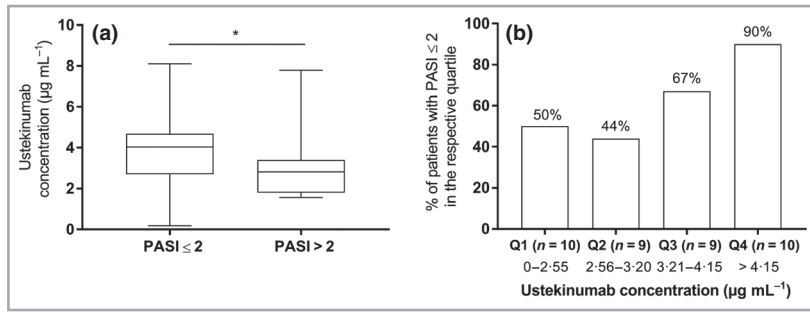 (a)
*
Ustekinumab
concentration (µg mL⁻¹)
10
8
6
4
2
0
PASI ≤ 2
PASI > 2
(b)
% of patients with PASI ≤ 2
in the respective quartile
100
80
60
40
20
0
50%
44%
67%
90%
Q1 (n = 10) Q2 (n = 9) Q3 (n = 9) Q4 (n = 10)
0–2·55 2·56–3·20 3·21–4·15 > 4·15
Ustekinumab concentration (µg mL⁻¹)